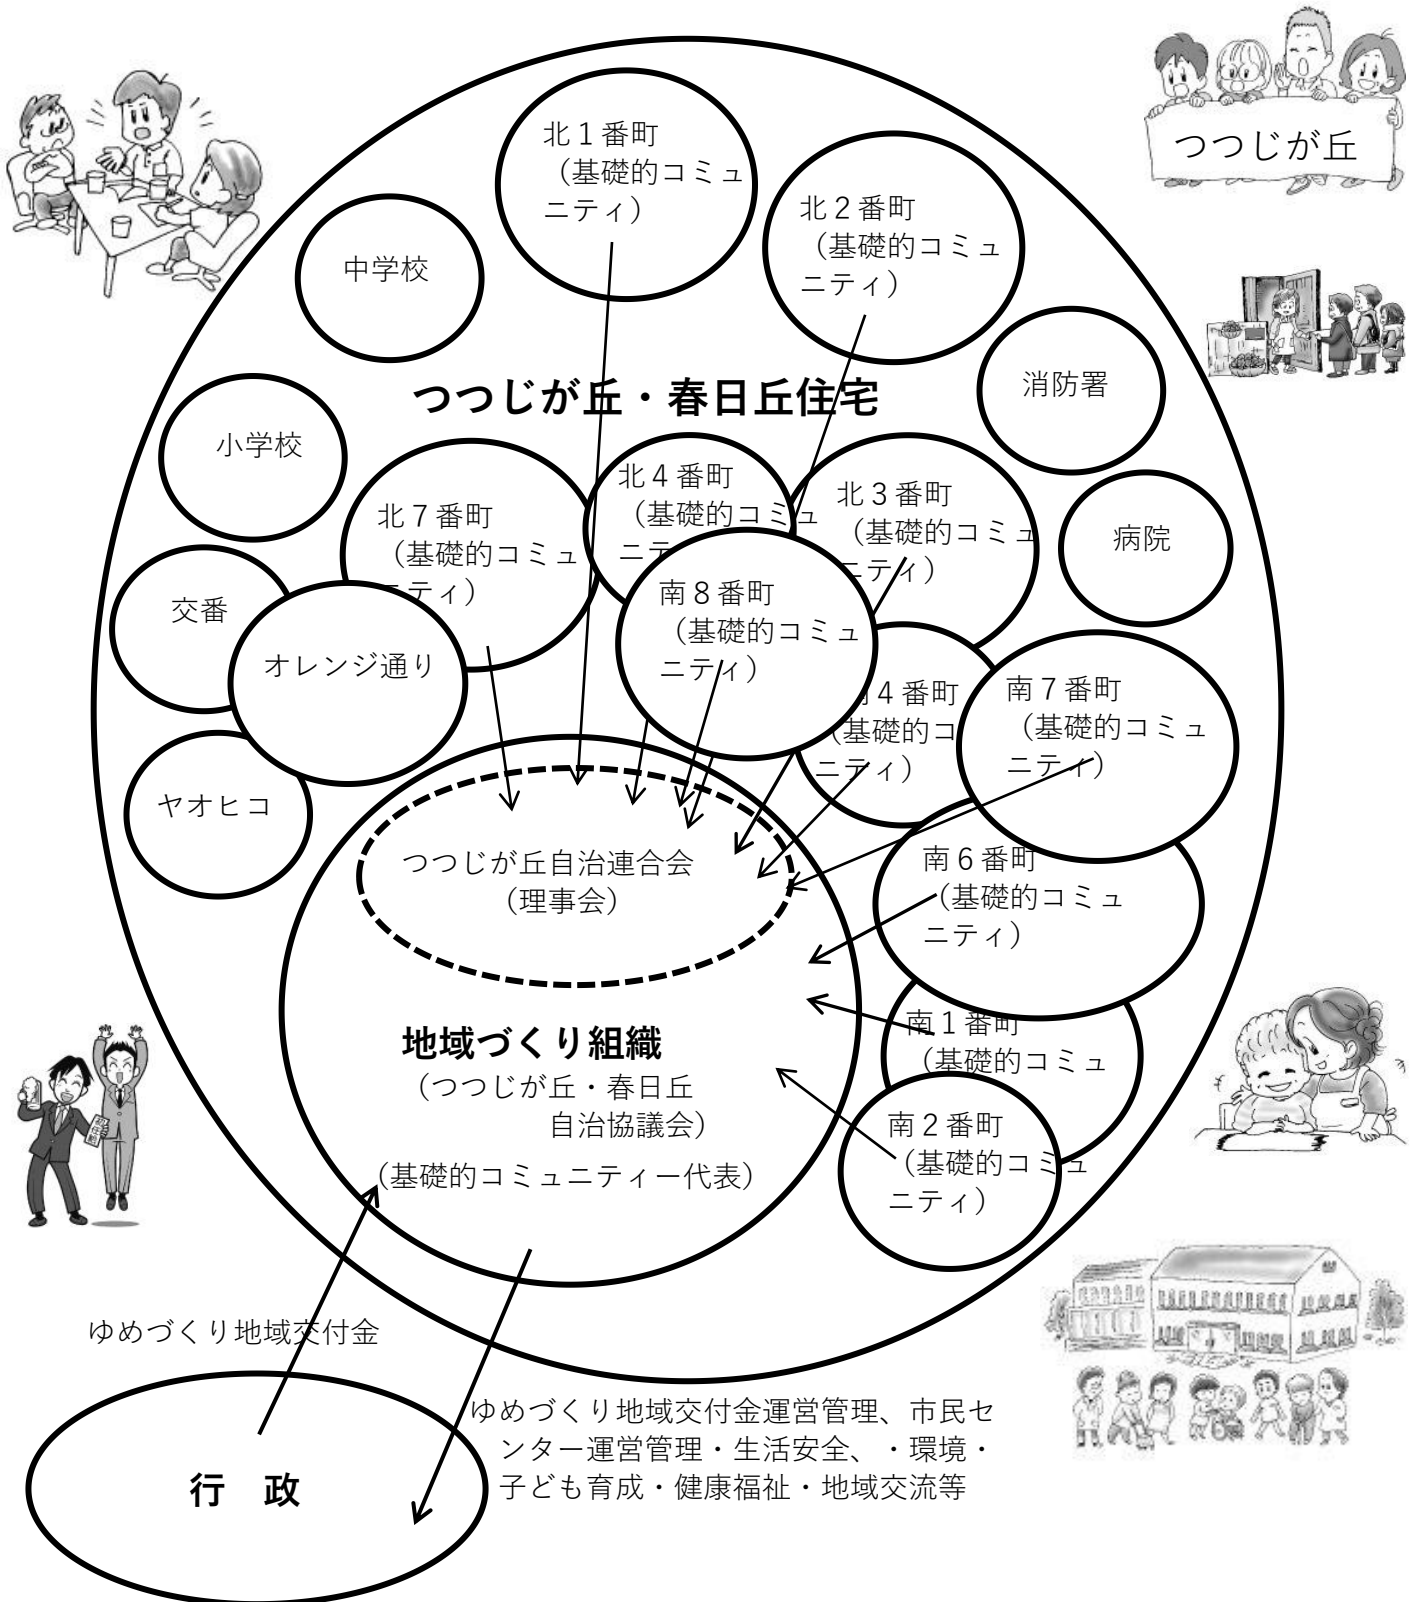 つつじが丘
北１番町
（基礎的コミュ
ニティ）
北２番町
（基礎的コミュ
ニティ）
中学校
消防署
つつじが丘・春日丘住宅
小学校
北７番町
（基礎的コミュ
ニティ）
北４番町
（基礎的コミュ
ニテ
北３番町
（基礎的コミュ
ニティ）
病院
交番
オレンジ通り
南８番町
（基礎的コミュ
ニティ）
４番町
（基礎的コ
ニティ）
南７番町
（基礎的コミュ
ニティ）
ヤオヒコ
つつじが丘自治連合会
（理事会）
南６番町
（基礎的コミュ
ニティ）
南１番町
（基礎的コミュ
南２番町
（基礎的コミュ
ニティ）
地域づくり組織
（つつじが丘・春日丘
自治協議会）
（基礎的コミュニティー代表）
ゆめづくり地域交付金
行　政
ゆめづくり地域交付金運営管理、市民セ
ンター運営管理・生活安全、・環境・
子ども育成・健康福祉・地域交流等